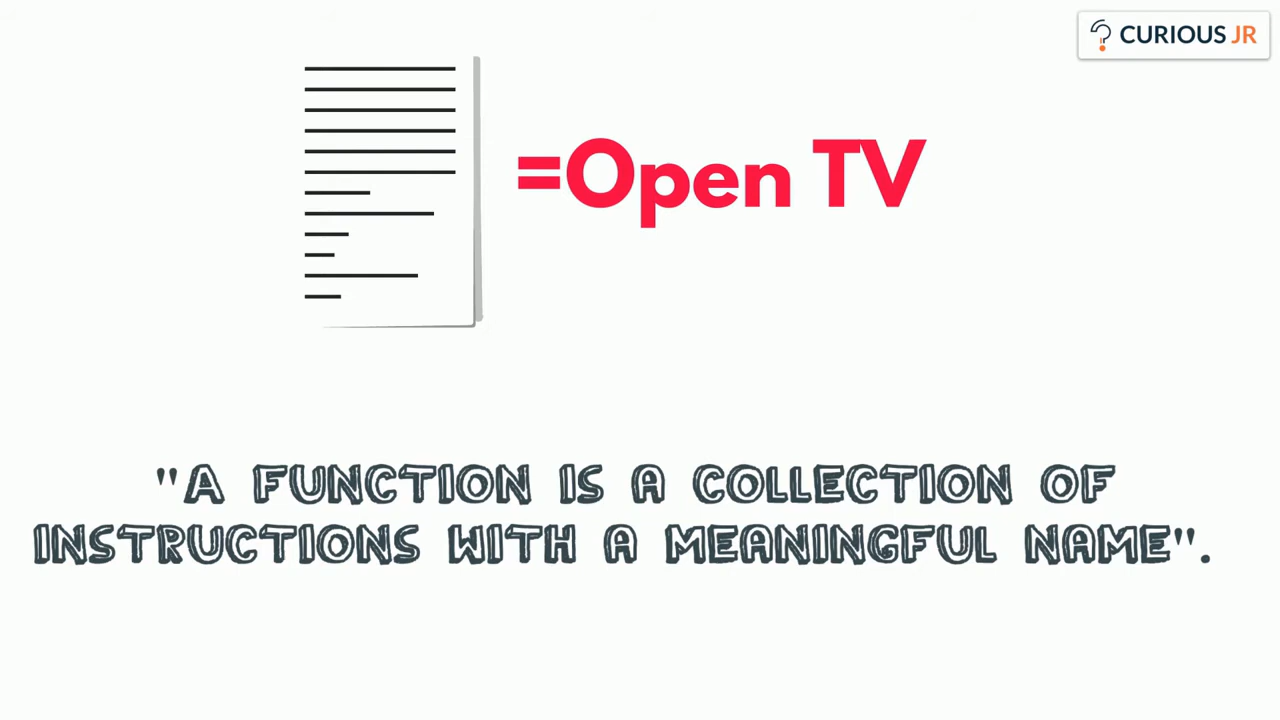 CURIOUS JR
=Open TV
"A FUNCTION IS A COLLECTION OF
INSTRUCTIONS WITH A MEANINGFUL NAME".